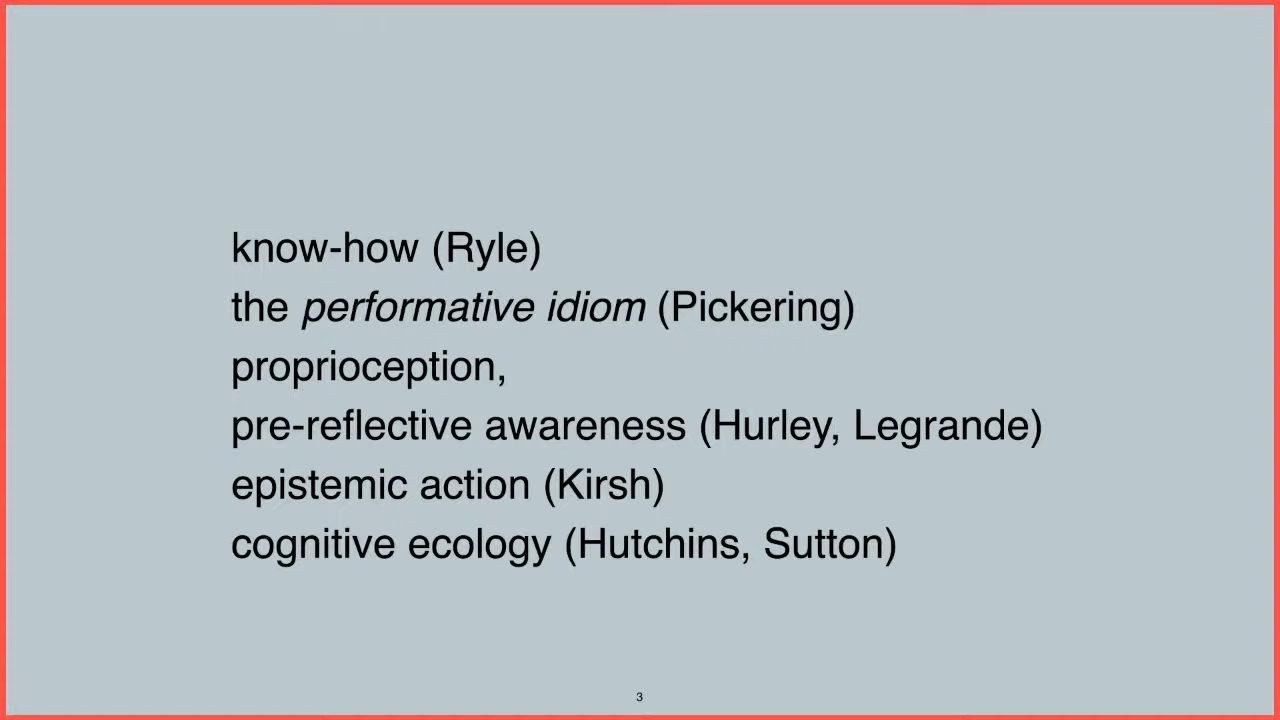 know-how (Ryle)
the performative idiom (Pickering)
proprioception,
pre-reflective awareness (Hurley, Legrande)
epistemic action (Kirsh)
cognitive ecology (Hutchins, Sutton)
3